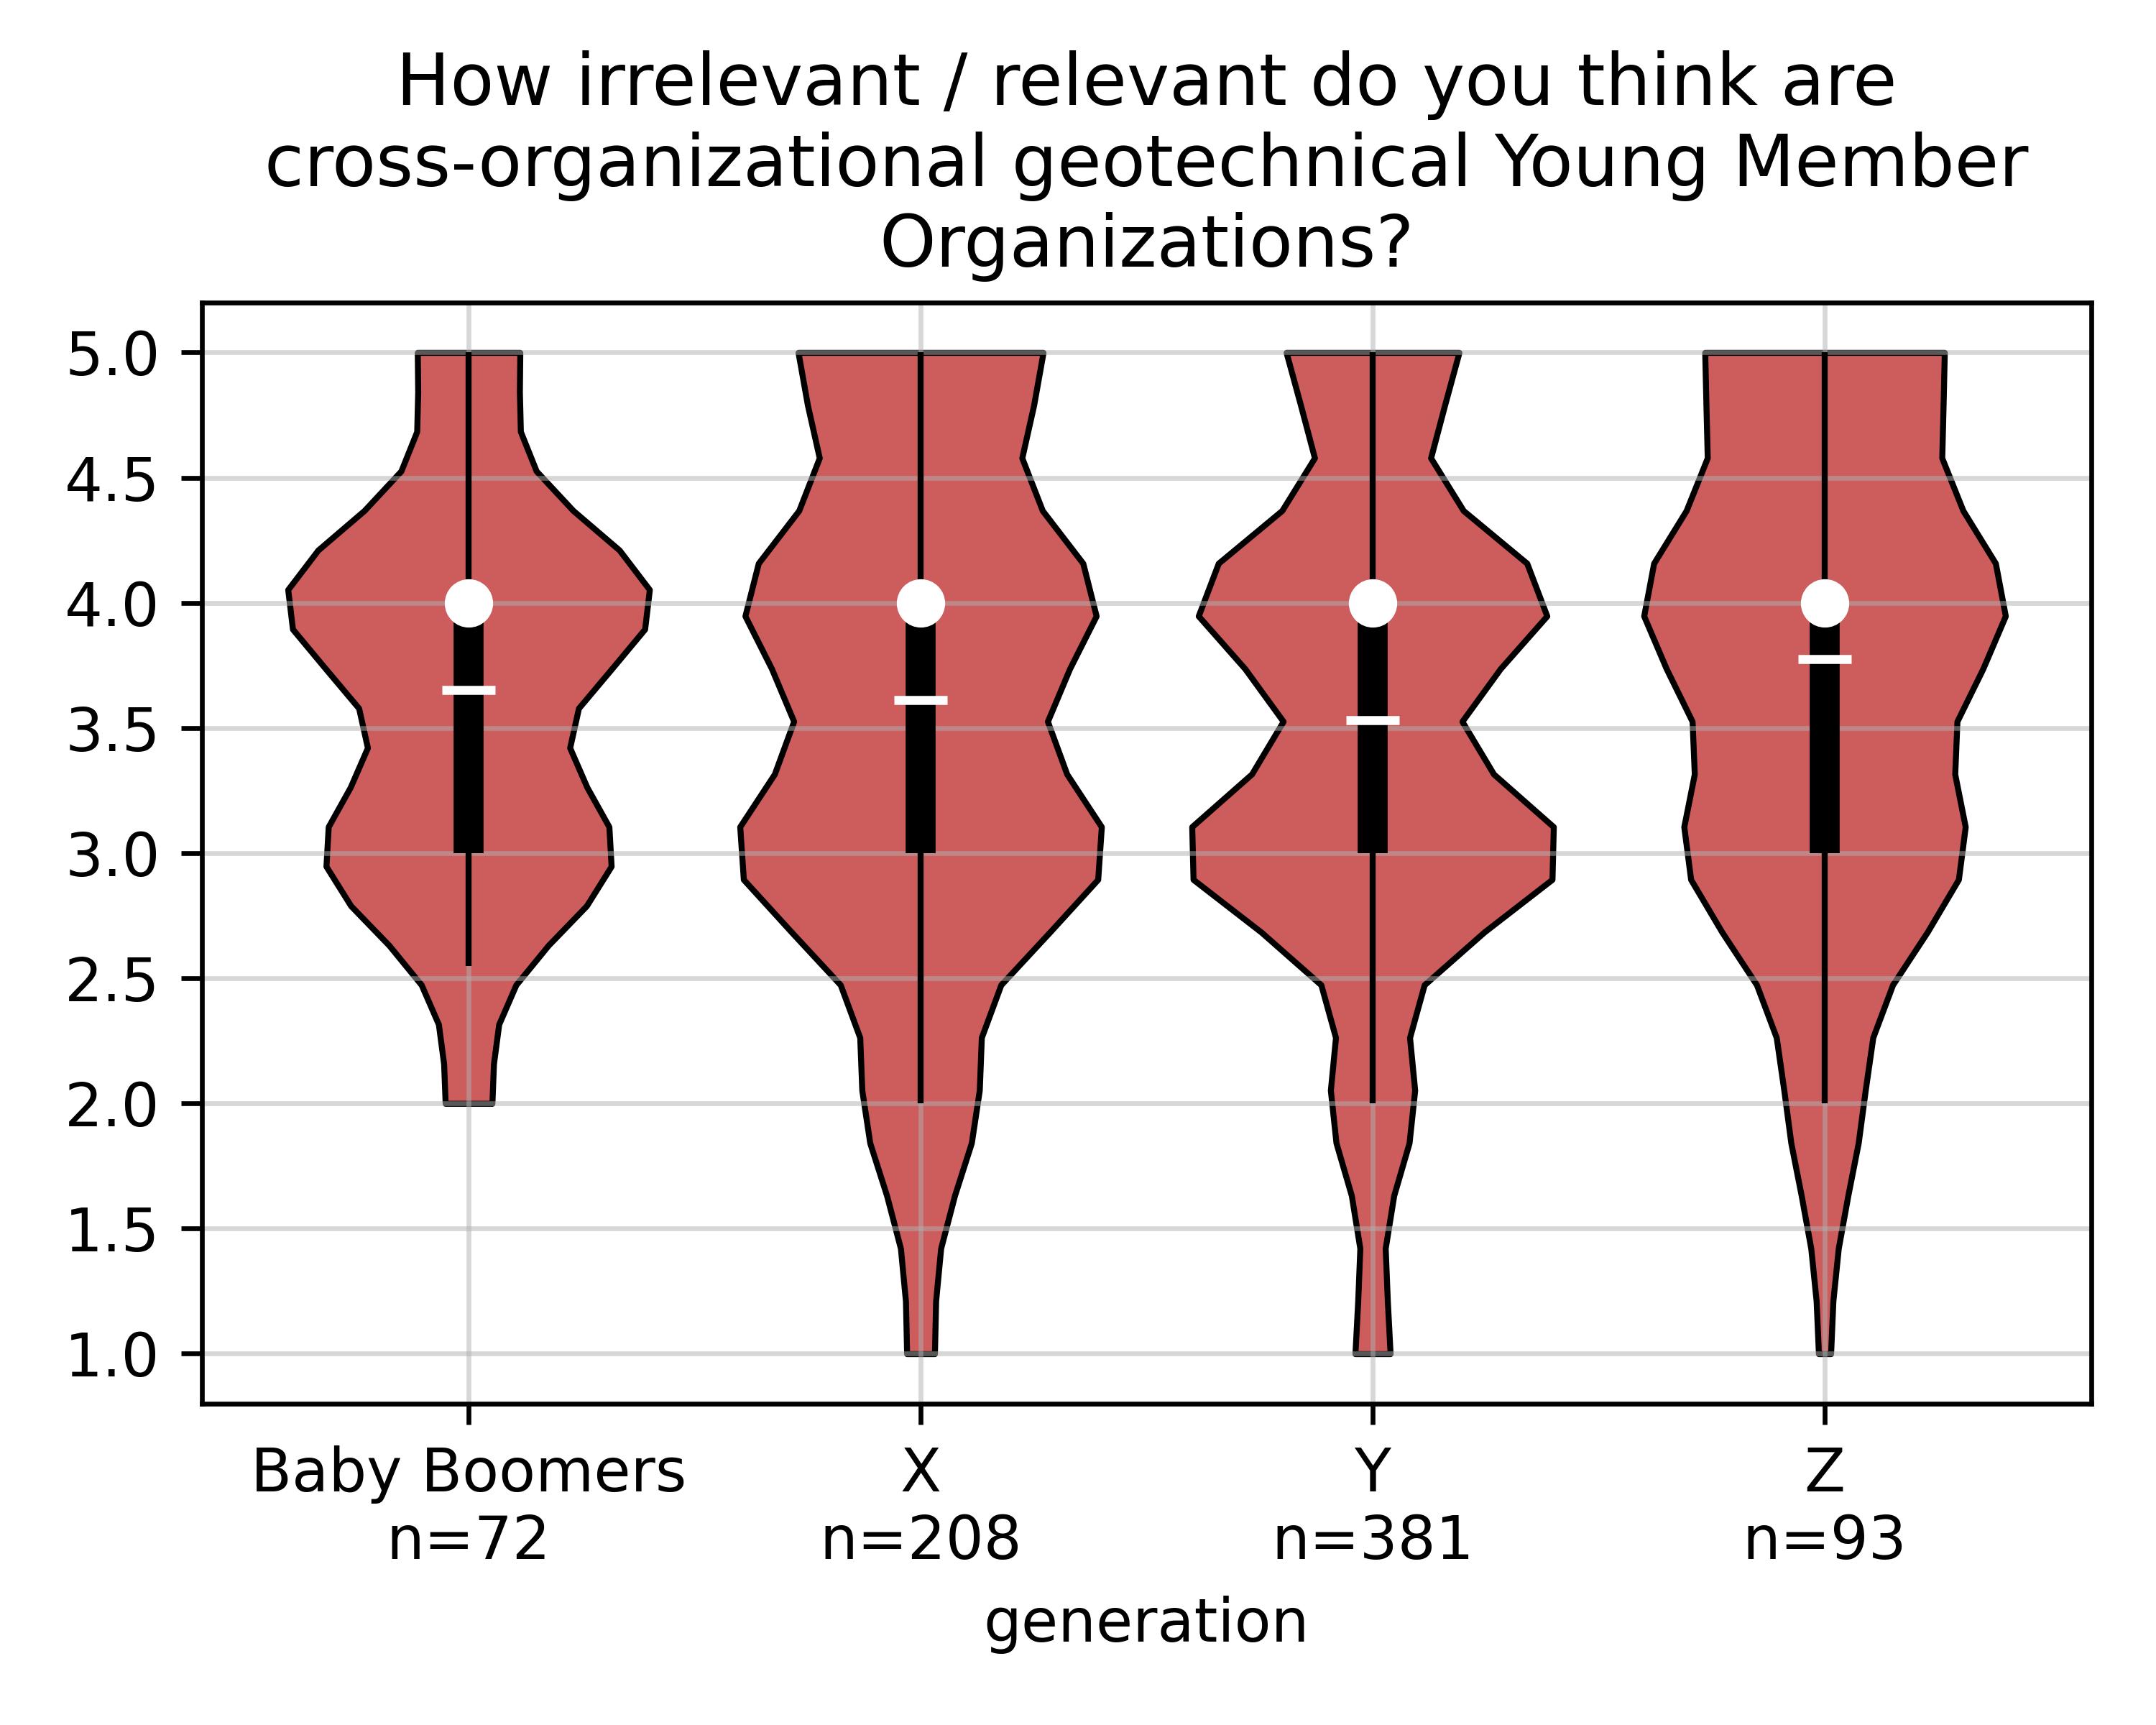 How irrelevant / relevant do you think are
cross-organizational geotechnical Young Member
Organizations?
5.0
4.5
4.0
3.5
3.0
2.5
2.0
1.5
1.0
Baby Boomers X Y Z
n=72 n=208 n=381 n=93
generation